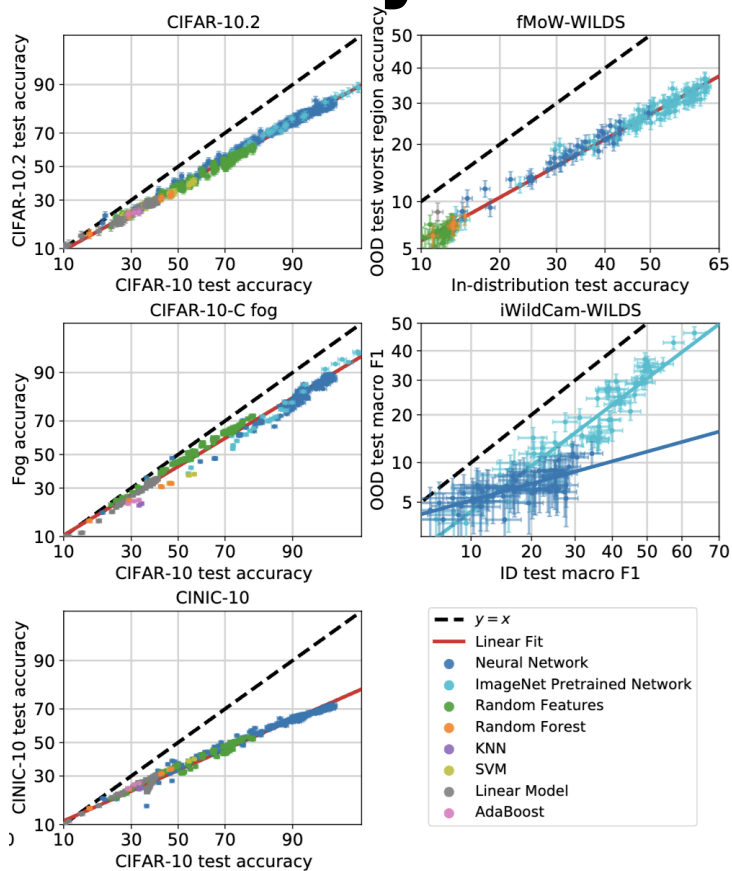 CIFAR-10.2
CIFAR-10.2 test accuracy
90
70
50
30
10
10 30 50 70 90
CIFAR-10 test accuracy
fMoW-WILDS
OOD test worst region accuracy
50
40
30
20
10
5
10 20 30 40 50 65
In-distribution test accuracy
CIFAR-10-C fog
Fog accuracy
90
70
50
30
10
10 30 50 70 90
CIFAR-10 test accuracy
iWildCam-WILDS
OOD test macro F1
50
40
30
20
10
5
10 20 30 40 50 60 70
ID test macro F1
CINIC-10
CINIC-10 test accuracy
90
70
50
30
10
10 30 50 70 90
CIFAR-10 test accuracy
y = x
Linear Fit
Neural Network
ImageNet Pretrained Network
Random Features
Random Forest
KNN
SVM
Linear Model
AdaBoost